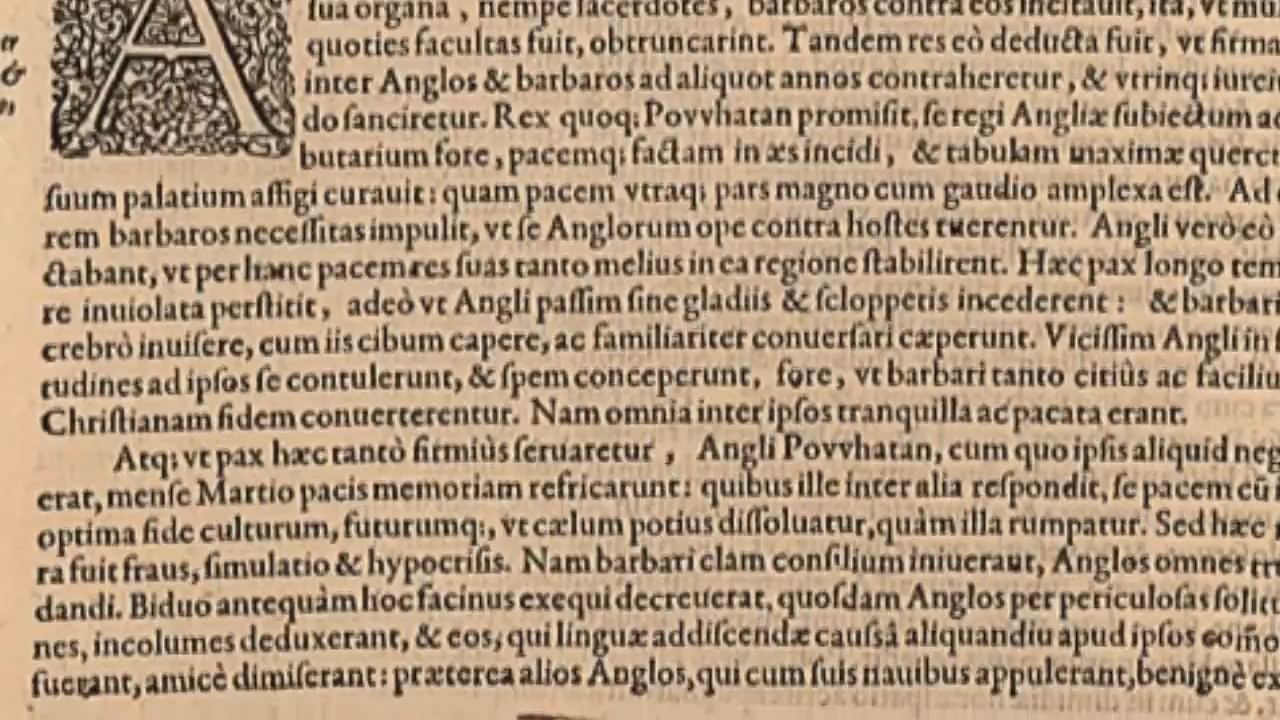 A
sua organa, nempe sacerdotes, barbaros contra eos incitauit, ita, vt mul
quoties facultas fuit, obtruncarint. Tandem res eò deducta fuit, vt firma
er
inter Anglos & barbaros ad aliquot annos contraheretur, & vtrinq; iureiu
&
do sanciretur. Rex quoq; Povvhatan promisit, se regi Angliæ subiectum ac
butarium fore, pacemq; factam in æs incidi, & tabulam maximæ querc
suum palatium affigi curauit: quam pacem vtraq; pars magno cum gaudio amplexa est. Ad
rem barbaros necessitas impulit, vt se Anglorum ope contra hostes tuerentur. Angli verò eò
ctabant, vt per hanc pacem res suas tanto melius in ea regione stabilirent. Hæc pax longo tem
re inuiolata perstitit, adeò vt Angli passim sine gladiis & sclopperis incederent: & barbari
crebrò inuisere, cum iis cibum capere, ac familiariter conuersari cæperunt. Vicissim Angli in
tudines ad ipsos se contulerunt, & spem conceperunt, fore, vt barbari tanto citiùs ac faciliu
Christianam fidem conuerterentur. Nam omnia inter ipsos tranquilla ac pacata erant.
Atq; vt pax hæc tantò firmiùs seruaretur, Angli Povvhatan, cum quo ipsis aliquid neg
erat, mense Martio pacis memoriam refricarunt: quibus ille inter alia respondit, se pacem cū
optima fide culturum, futurumq;, vt cælum potius dissoluatur, quàm illa rumpatur. Sed hæc
ra fuit fraus, simulatio & hypocrisis. Nam barbari clam consilium iniuerant, Anglos omnes
dandi. Biduo antequàm hoc facinus exequi decreuerat, quosdam Anglos per periculosas solit
nes, incolumes deduxerant, & eos, qui linguæ addiscendæ caussâ aliquandiu apud ipsos
fuerant, amicè dimiserant: præterea alios Anglos, qui cum suis nauibus appulerant, benignè ex